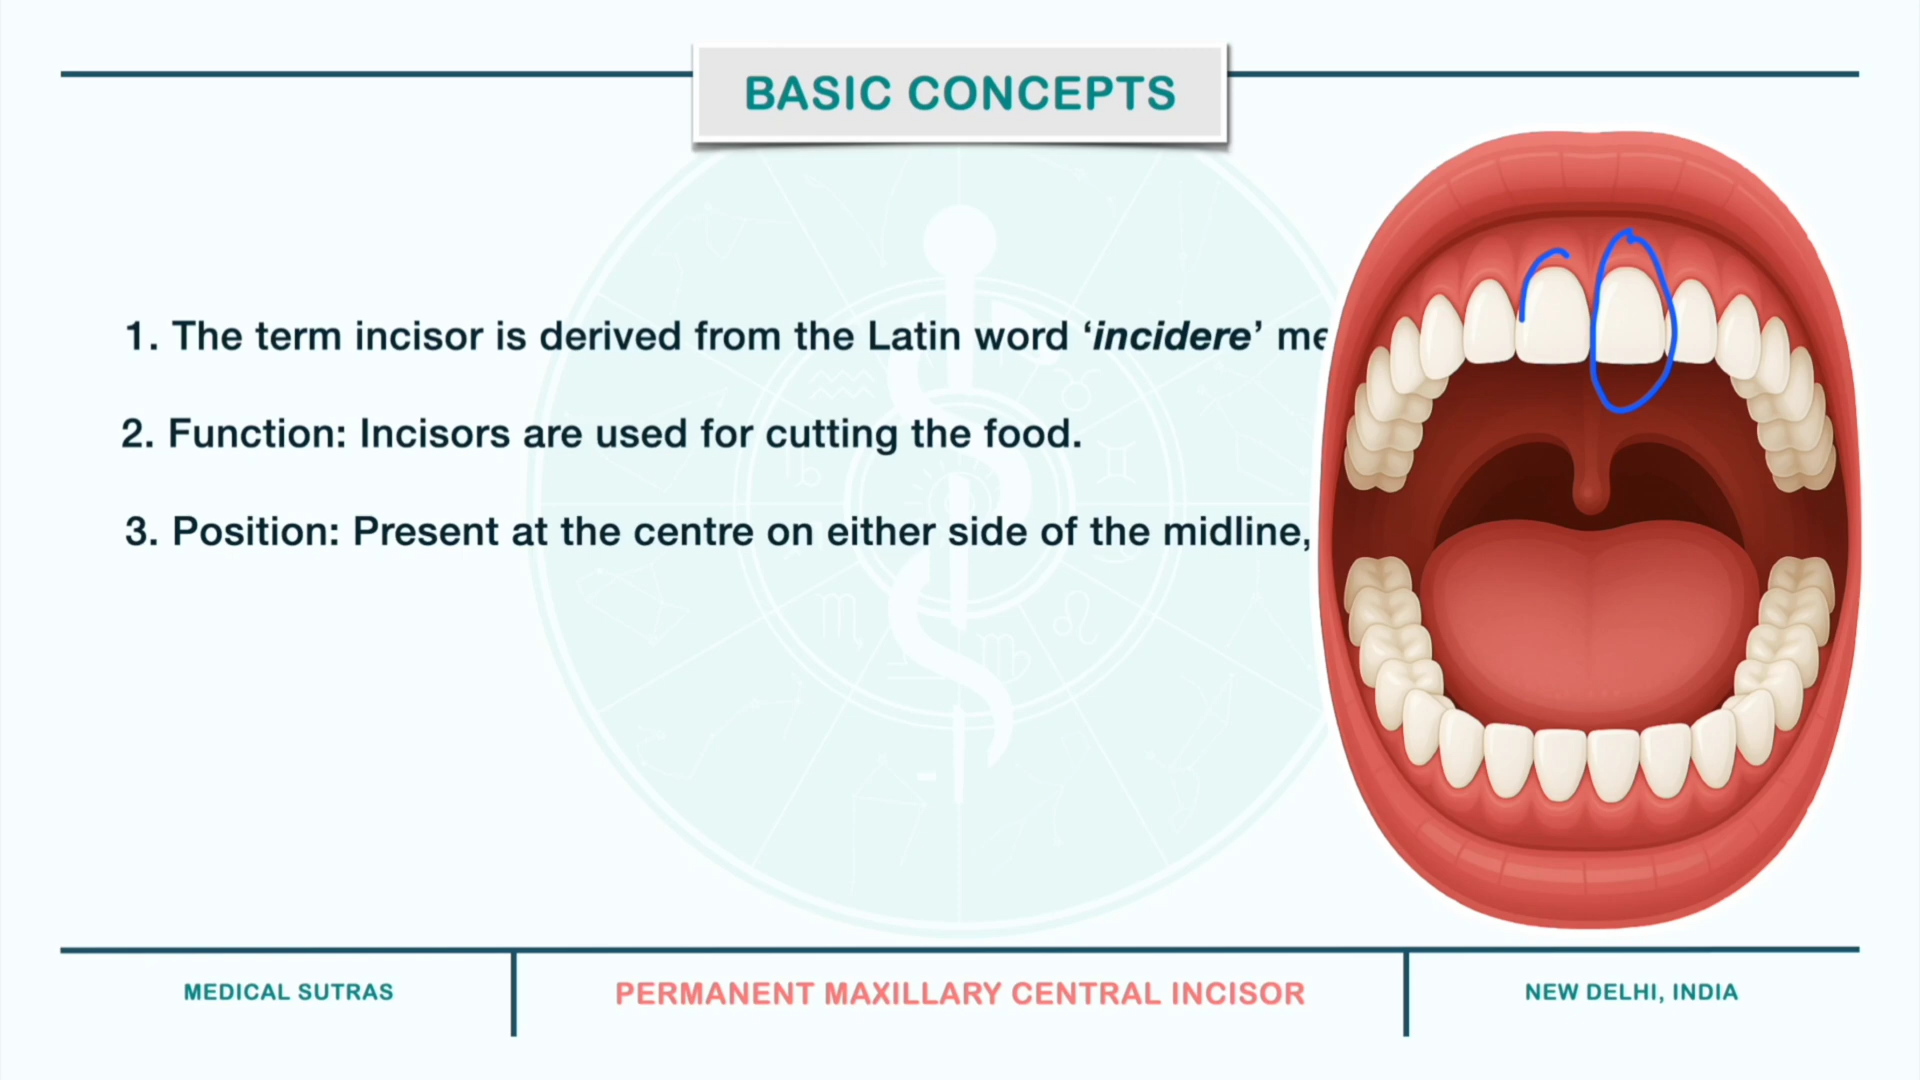 BASIC CONCEPTS
1. The term incisor is derived from the Latin word ‘incidere’
2. Function: Incisors are used for cutting the food.
3. Position: Present at the centre on either side of the midline,
MEDICAL SUTRAS
PERMANENT MAXILLARY CENTRAL INCISOR
NEW DELHI, INDIA